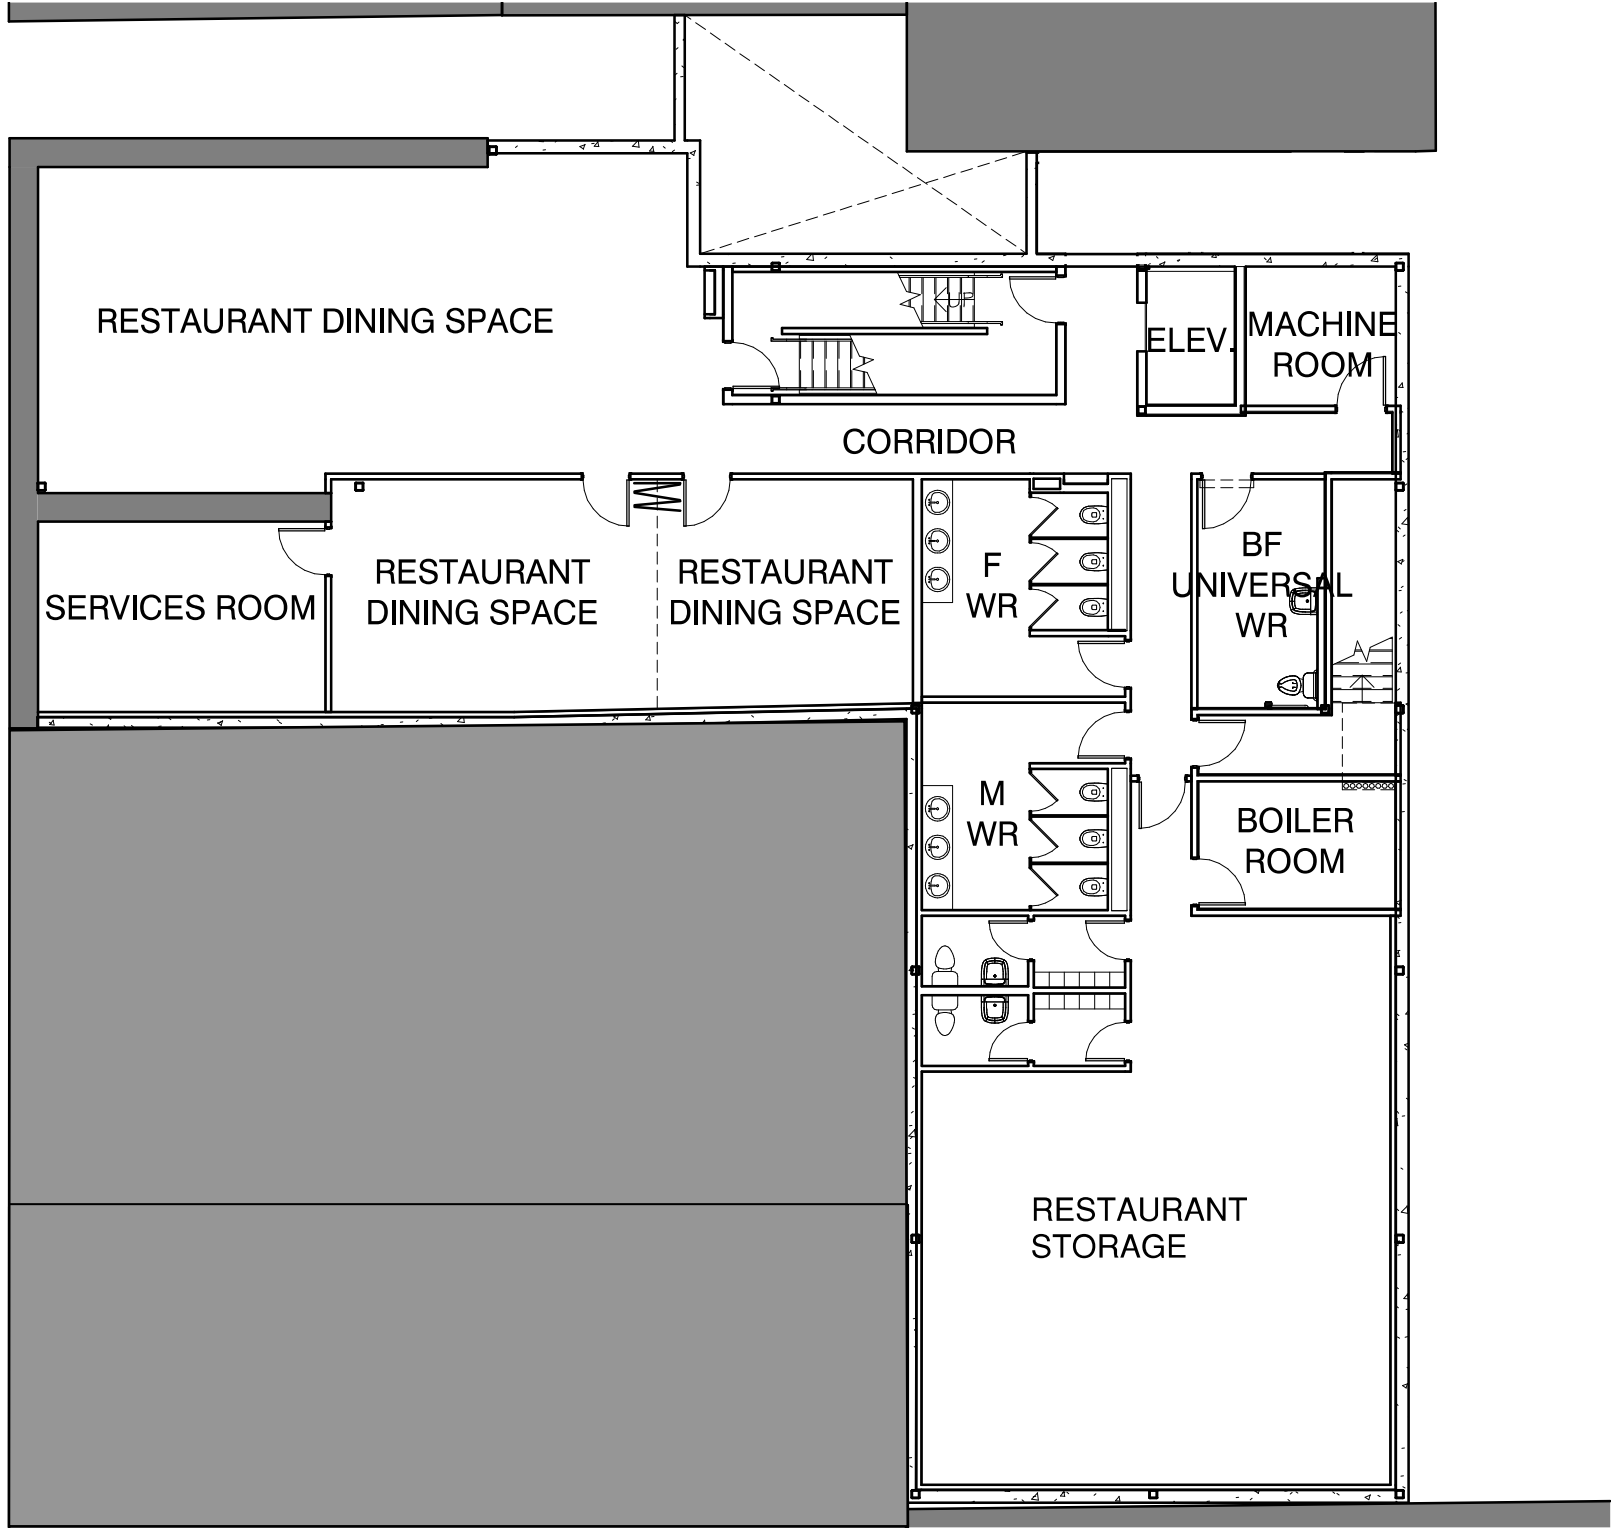 RESTAURANT DINING SPACE
ELEV.
MACHINE
ROOM
CORRIDOR
SERVICES ROOM
RESTAURANT
DINING SPACE
RESTAURANT
DINING SPACE
F
WR
BF
UNIVERSAL
WR
M
WR
BOILER
ROOM
RESTAURANT
STORAGE